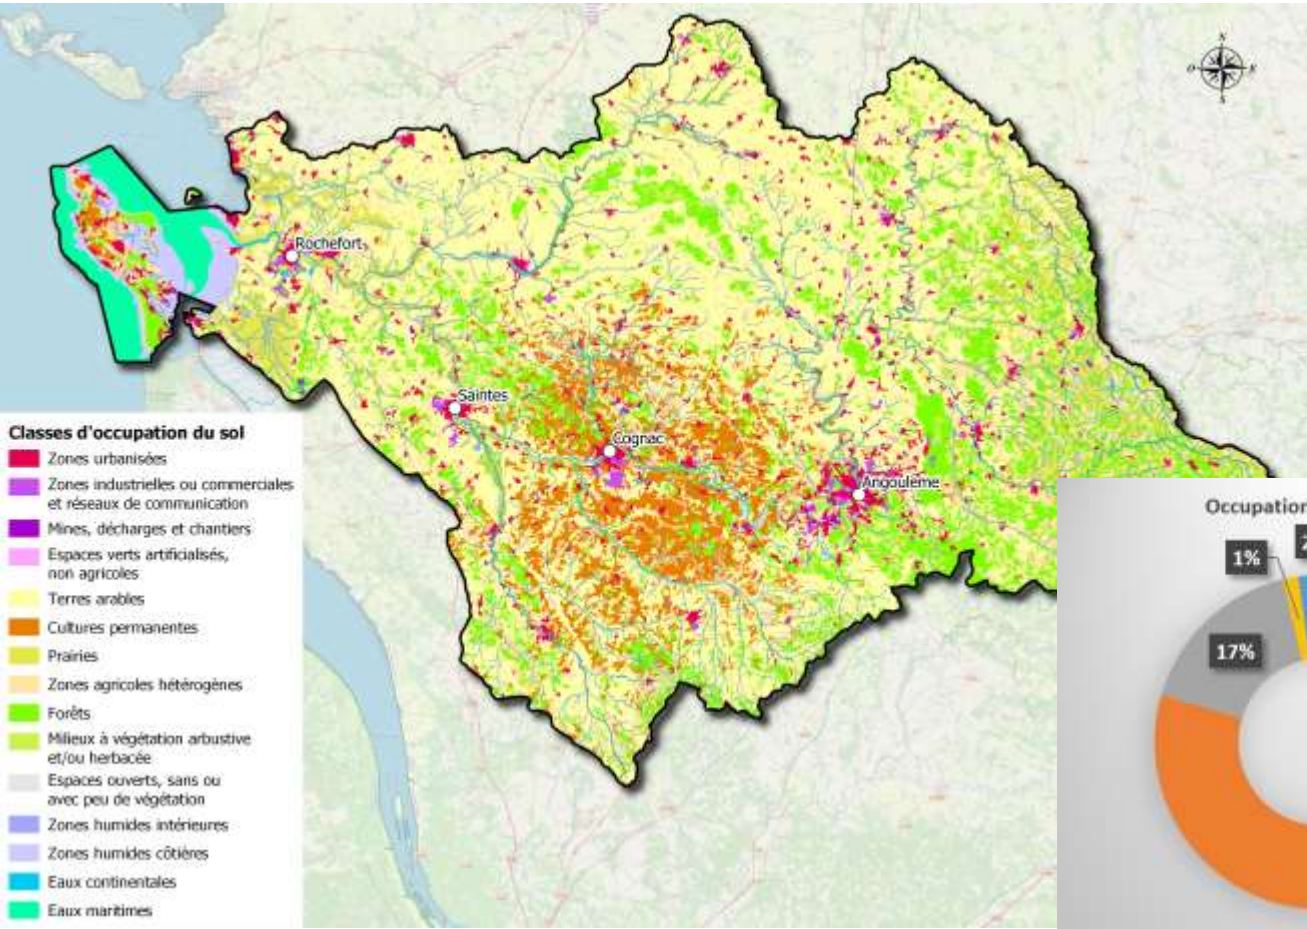 N
O
E
S
Rochefort
Saintes
Cognac
Angoulême
Classes d'occupation du sol
Zones urbanisées
Zones industrielles ou commerciales
et réseaux de communication
Mines, décharges et chantiers
Espaces verts artificialisés,
non agricoles
Terres arables
Cultures permanentes
Prairies
Zones agricoles hétérogènes
Forêts
Milieux à végétation arbustive
et/ou herbacée
Espaces ouverts, sans ou
avec peu de végétation
Zones humides intérieures
Zones humides côtières
Eaux continentales
Eaux maritimes
Occupation
1%
17%